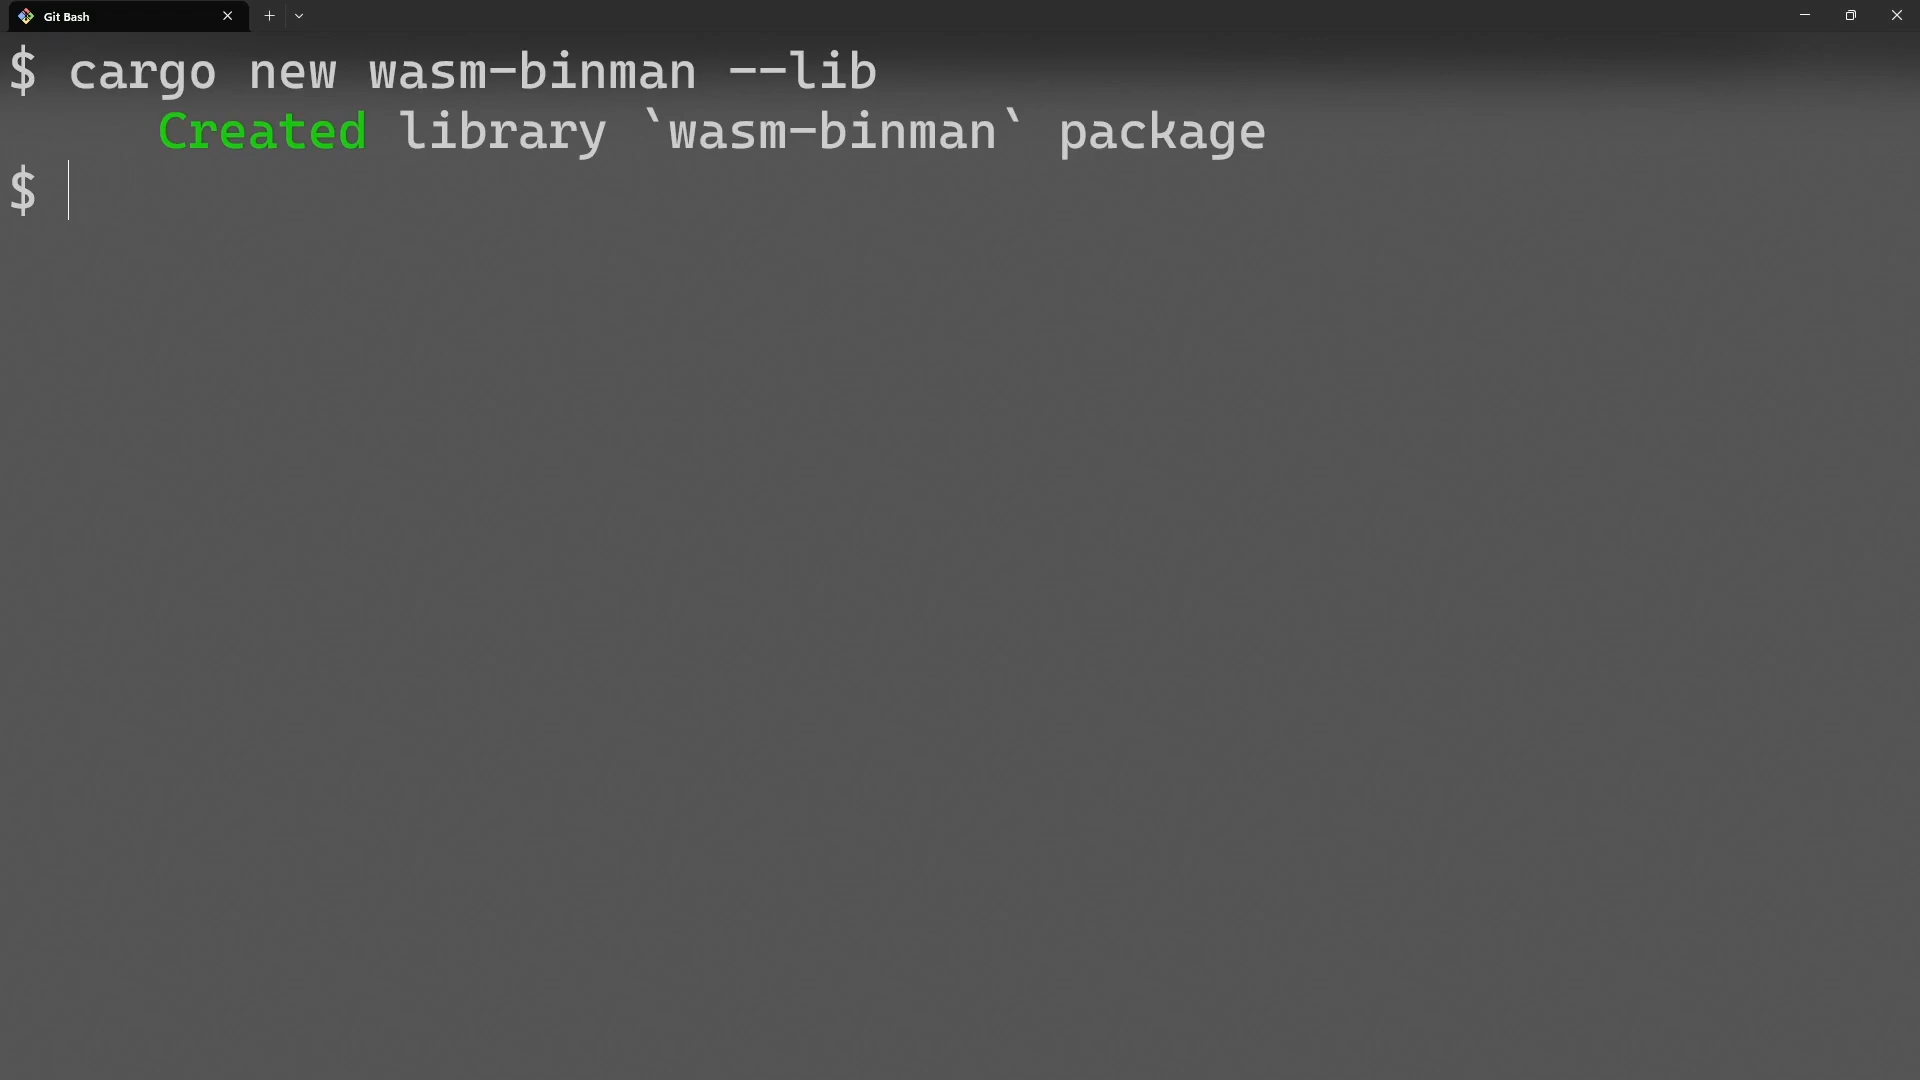 Git Bash
$ cargo new wasm-binman --lib
Created library `wasm-binman` package
$